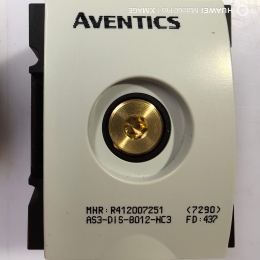 AVENTICS
MNR: R412007251 <7290>
AS3-DIS-G012-NC3 FD: 437